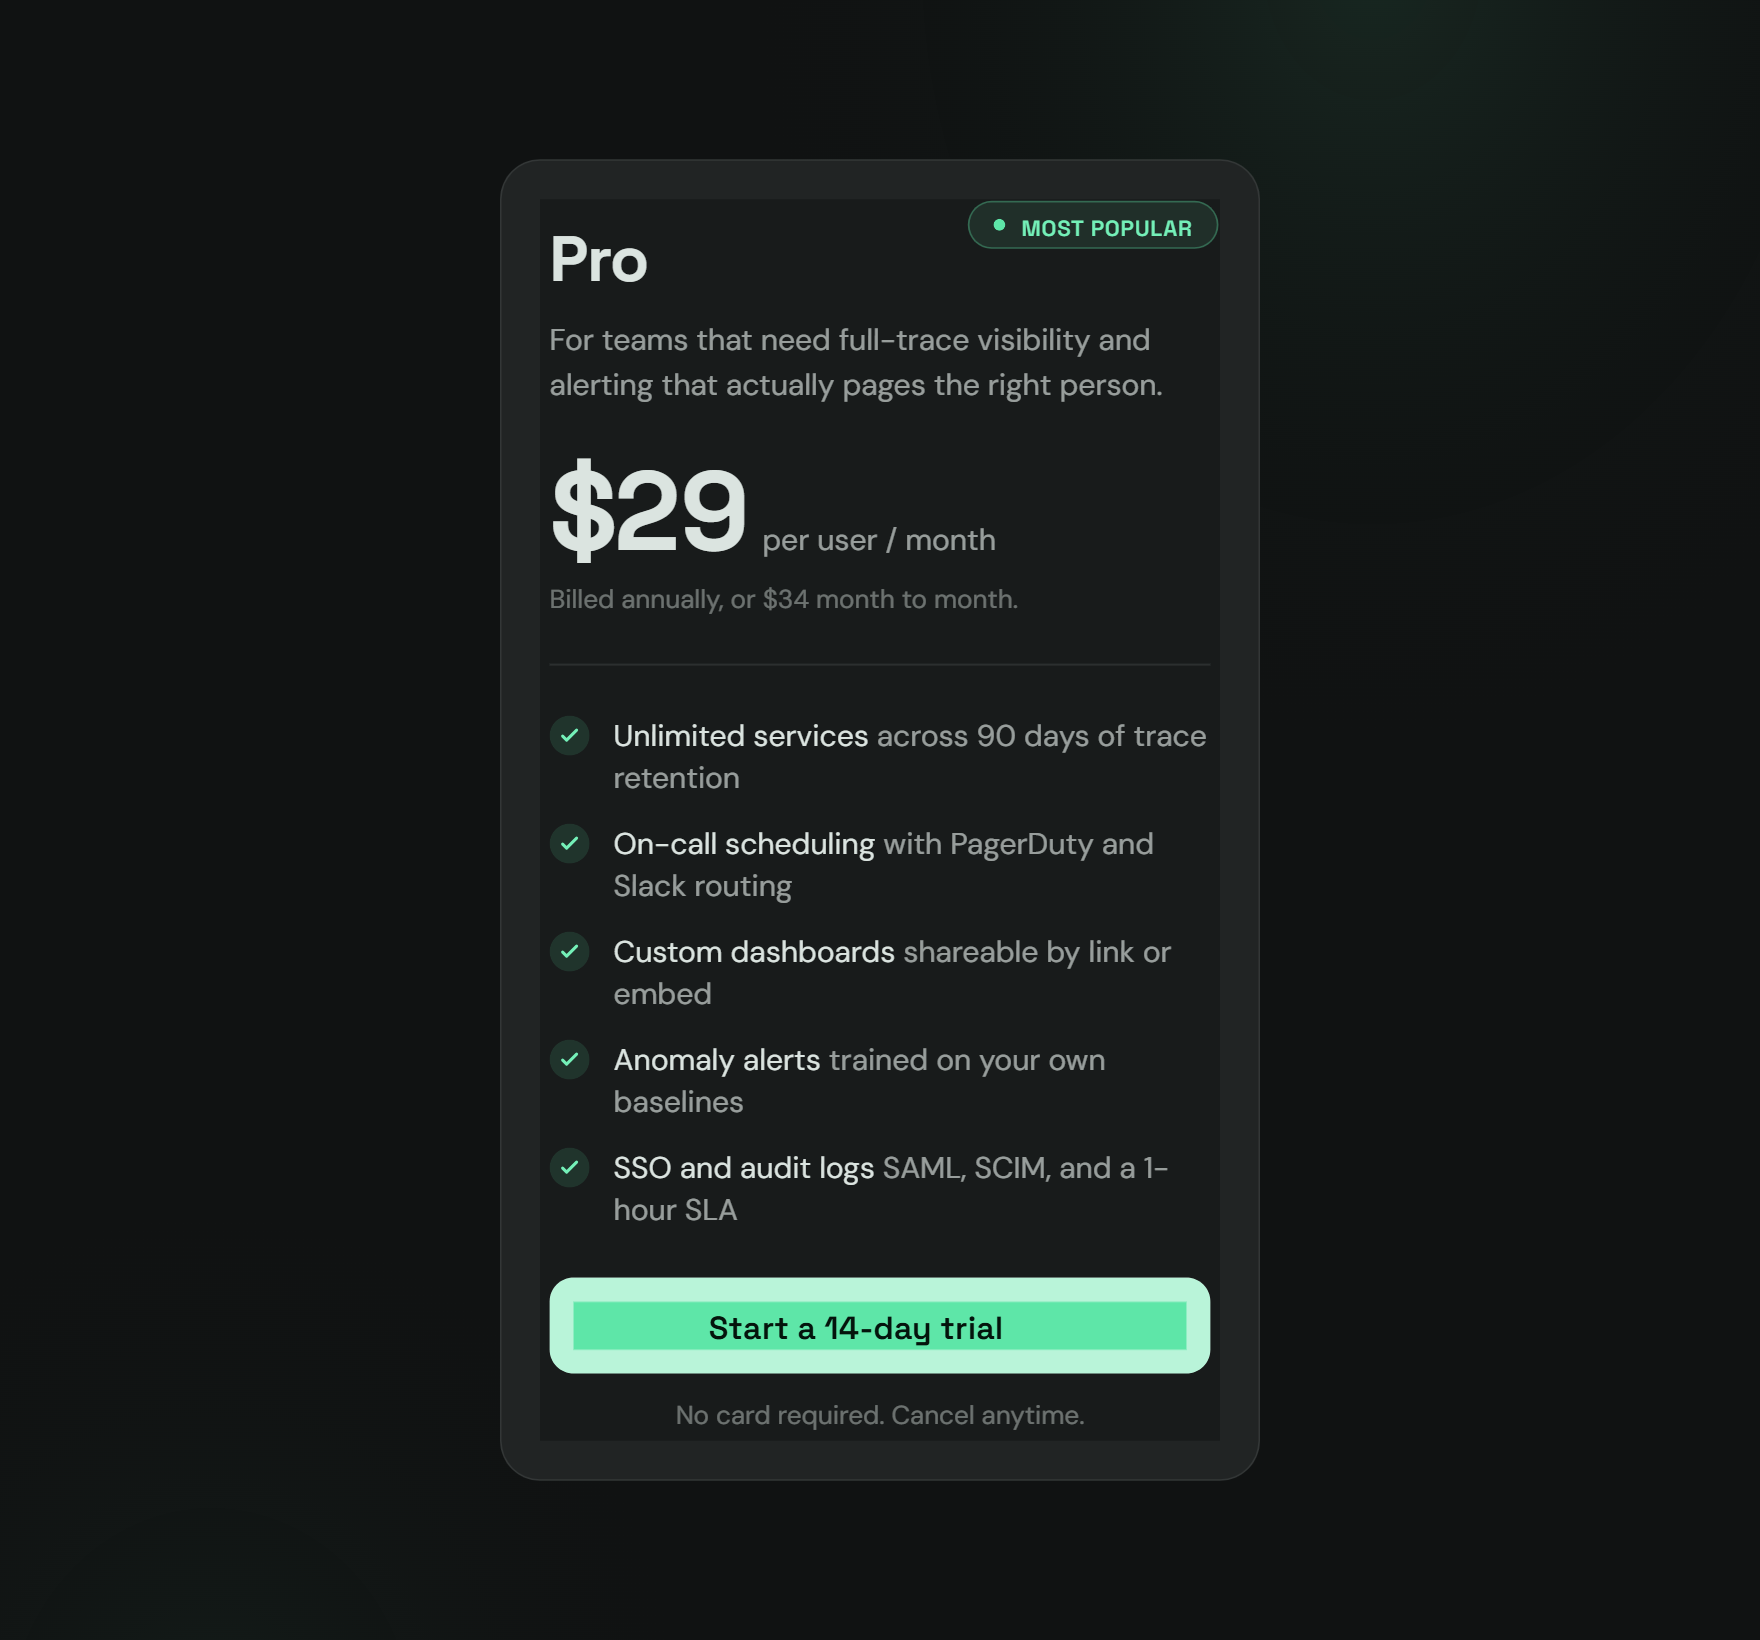 MOST POPULAR
Pro
For teams that need full-trace visibility and
alerting that actually pages the right person.
$29 per user / month
Billed annually, or $34 month to month.
Unlimited services across 90 days of trace
retention
On-call scheduling with PagerDuty and
Slack routing
Custom dashboards shareable by link or
embed
Anomaly alerts trained on your own
baselines
SSO and audit logs SAML, SCIM, and a 1-
hour SLA
Start a 14-day trial
No card required. Cancel anytime.